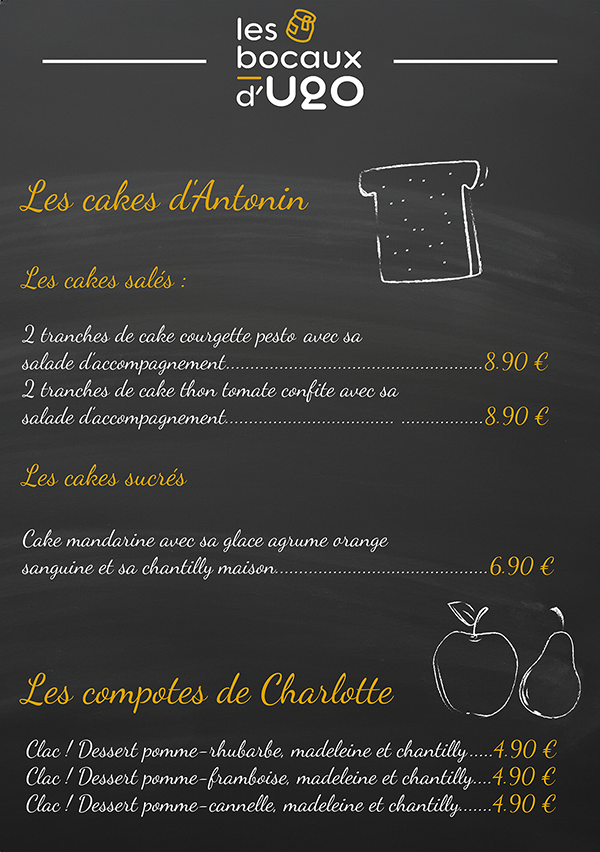 les
bocaux
d'UgO
Les cakes d'Antonin
Les cakes salés :
2 tranches de cake courgette pesto avec sa
salade d'accompagnement................................................8.90 €
2 tranches de cake thon tomate confite avec sa
salade d'accompagnement................................ ................8.90 €
Les cakes sucrés
Cake mandarine avec sa glace agrume orange
sanguine et sa chantilly maison........................................6.90 €
Les compotes de Charlotte
Clac ! Dessert pomme-rhubarbe, madeleine et chantilly.....4.90 €
Clac ! Dessert pomme-framboise, madeleine et chantilly....4.90 €
Clac ! Dessert pomme-cannelle, madeleine et chantilly.......4.90 €